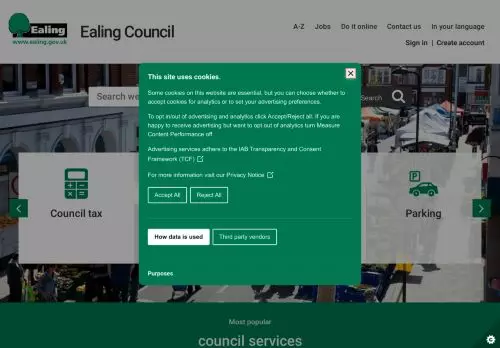 Ealing
www.ealing.gov.uk
Ealing Council
A-Z Jobs Do it online Contact us In your language
Sign in | Create account
This site uses cookies.
Some cookies on this website are essential, but you can choose whether to
accept cookies for analytics or to set your advertising preferences.
To opt in/out of advertising and analytics click Accept/Reject all. If you are
happy to receive advertising but want to opt out of analytics turn Measure
Content Performance off
Advertising services adhere to the IAB Transparency and Consent
Framework (TCF)
For more information visit our Privacy Notice
Accept All Reject All
How data is used Third party vendors
Purposes
Search we
Search
Council tax
P
Parking
Most popular
council services